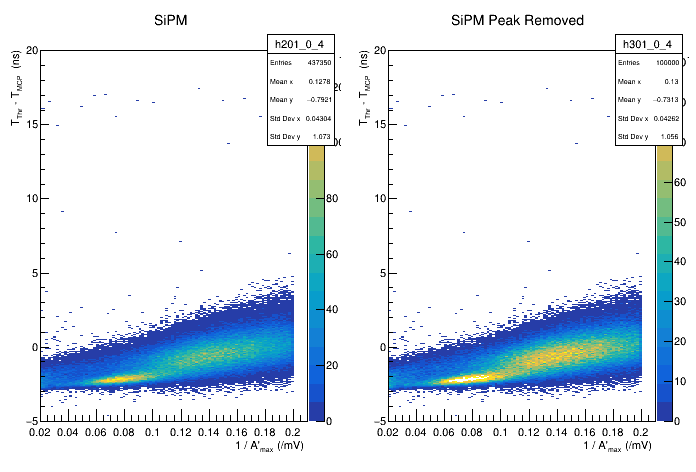 SiPM
h201_0_4
Entries 437350
Mean x 0.1278
Mean y −0.7921
Std Dev x 0.04304
Std Dev y 1.073
T_Thr - T_MCP (ns)
20
15
10
5
0
−5
0.02 0.04 0.06 0.08 0.1 0.12 0.14 0.16 0.18 0.2
1 / A'_max (/mV)
80
60
40
20
0
SiPM Peak Removed
h301_0_4
Entries 100000
Mean x 0.13
Mean y −0.7313
Std Dev x 0.04262
Std Dev y 1.056
T_Thr - T_MCP (ns)
20
15
10
5
0
−5
0.02 0.04 0.06 0.08 0.1 0.12 0.14 0.16 0.18 0.2
1 / A'_max (/mV)
60
50
40
30
20
10
0